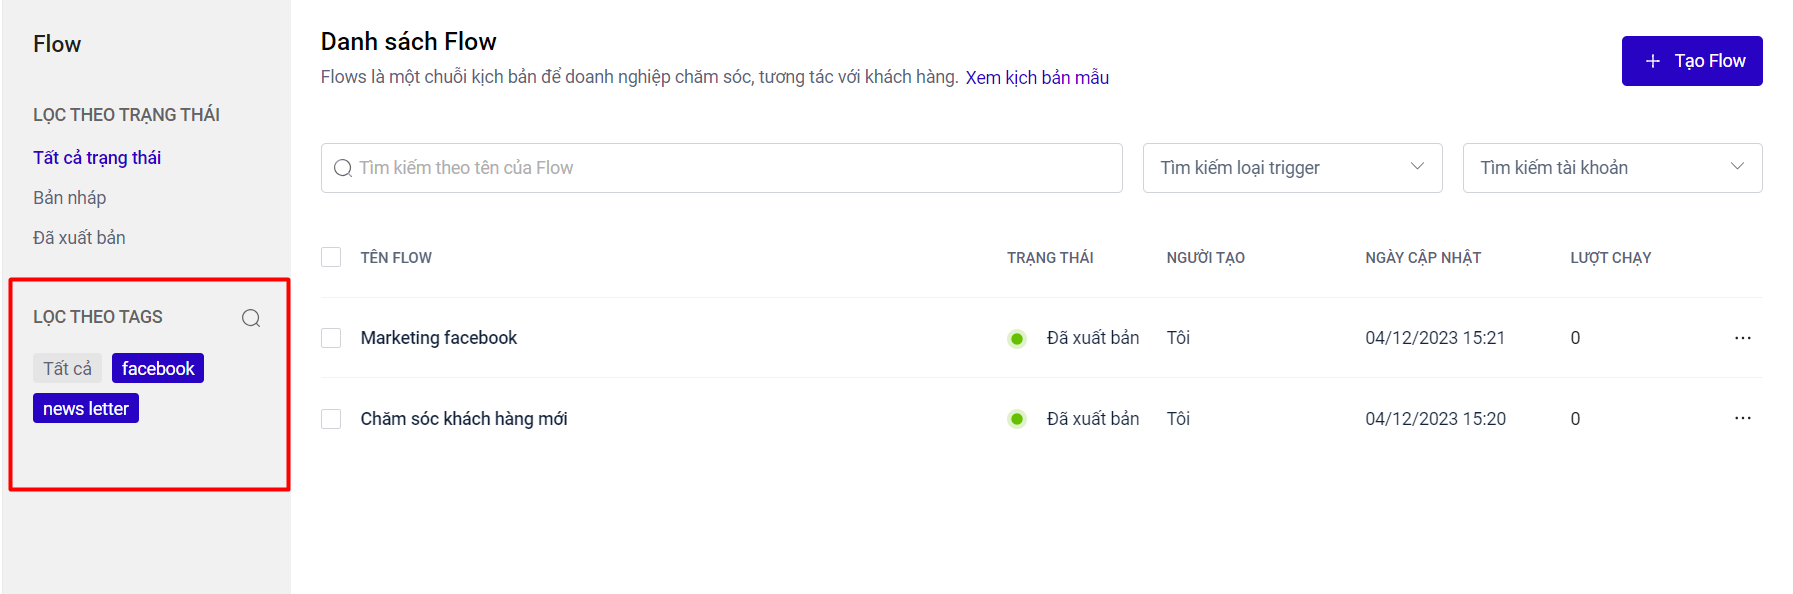 Flow
LỌC THEO TRẠNG THÁI
Tất cả trạng thái
Bản nháp
Đã xuất bản
LỌC THEO TAGS
Tất cả facebook
news letter
Danh sách Flow
Flows là một chuỗi kịch bản để doanh nghiệp chăm sóc, tương tác với khách hàng. Xem kịch bản mẫu
+ Tạo Flow
Tìm kiếm theo tên của Flow Tìm kiếm loại trigger Tìm kiếm tài khoản
TÊN FLOW TRẠNG THÁI NGƯỜI TẠO NGÀY CẬP NHẬT LƯỢT CHẠY
Marketing facebook Đã xuất bản Tôi 04/12/2023 15:21 0 ...
Chăm sóc khách hàng mới Đã xuất bản Tôi 04/12/2023 15:20 0 ...